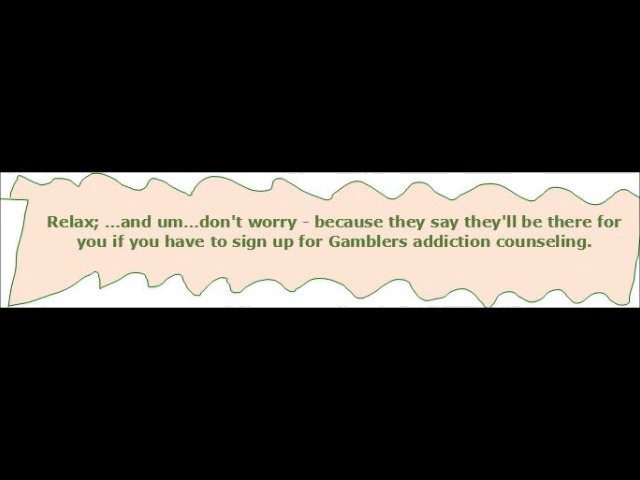 Relax; ...and um...don't worry - because they say they'll be there for
you if you have to sign up for Gamblers addiction counseling.